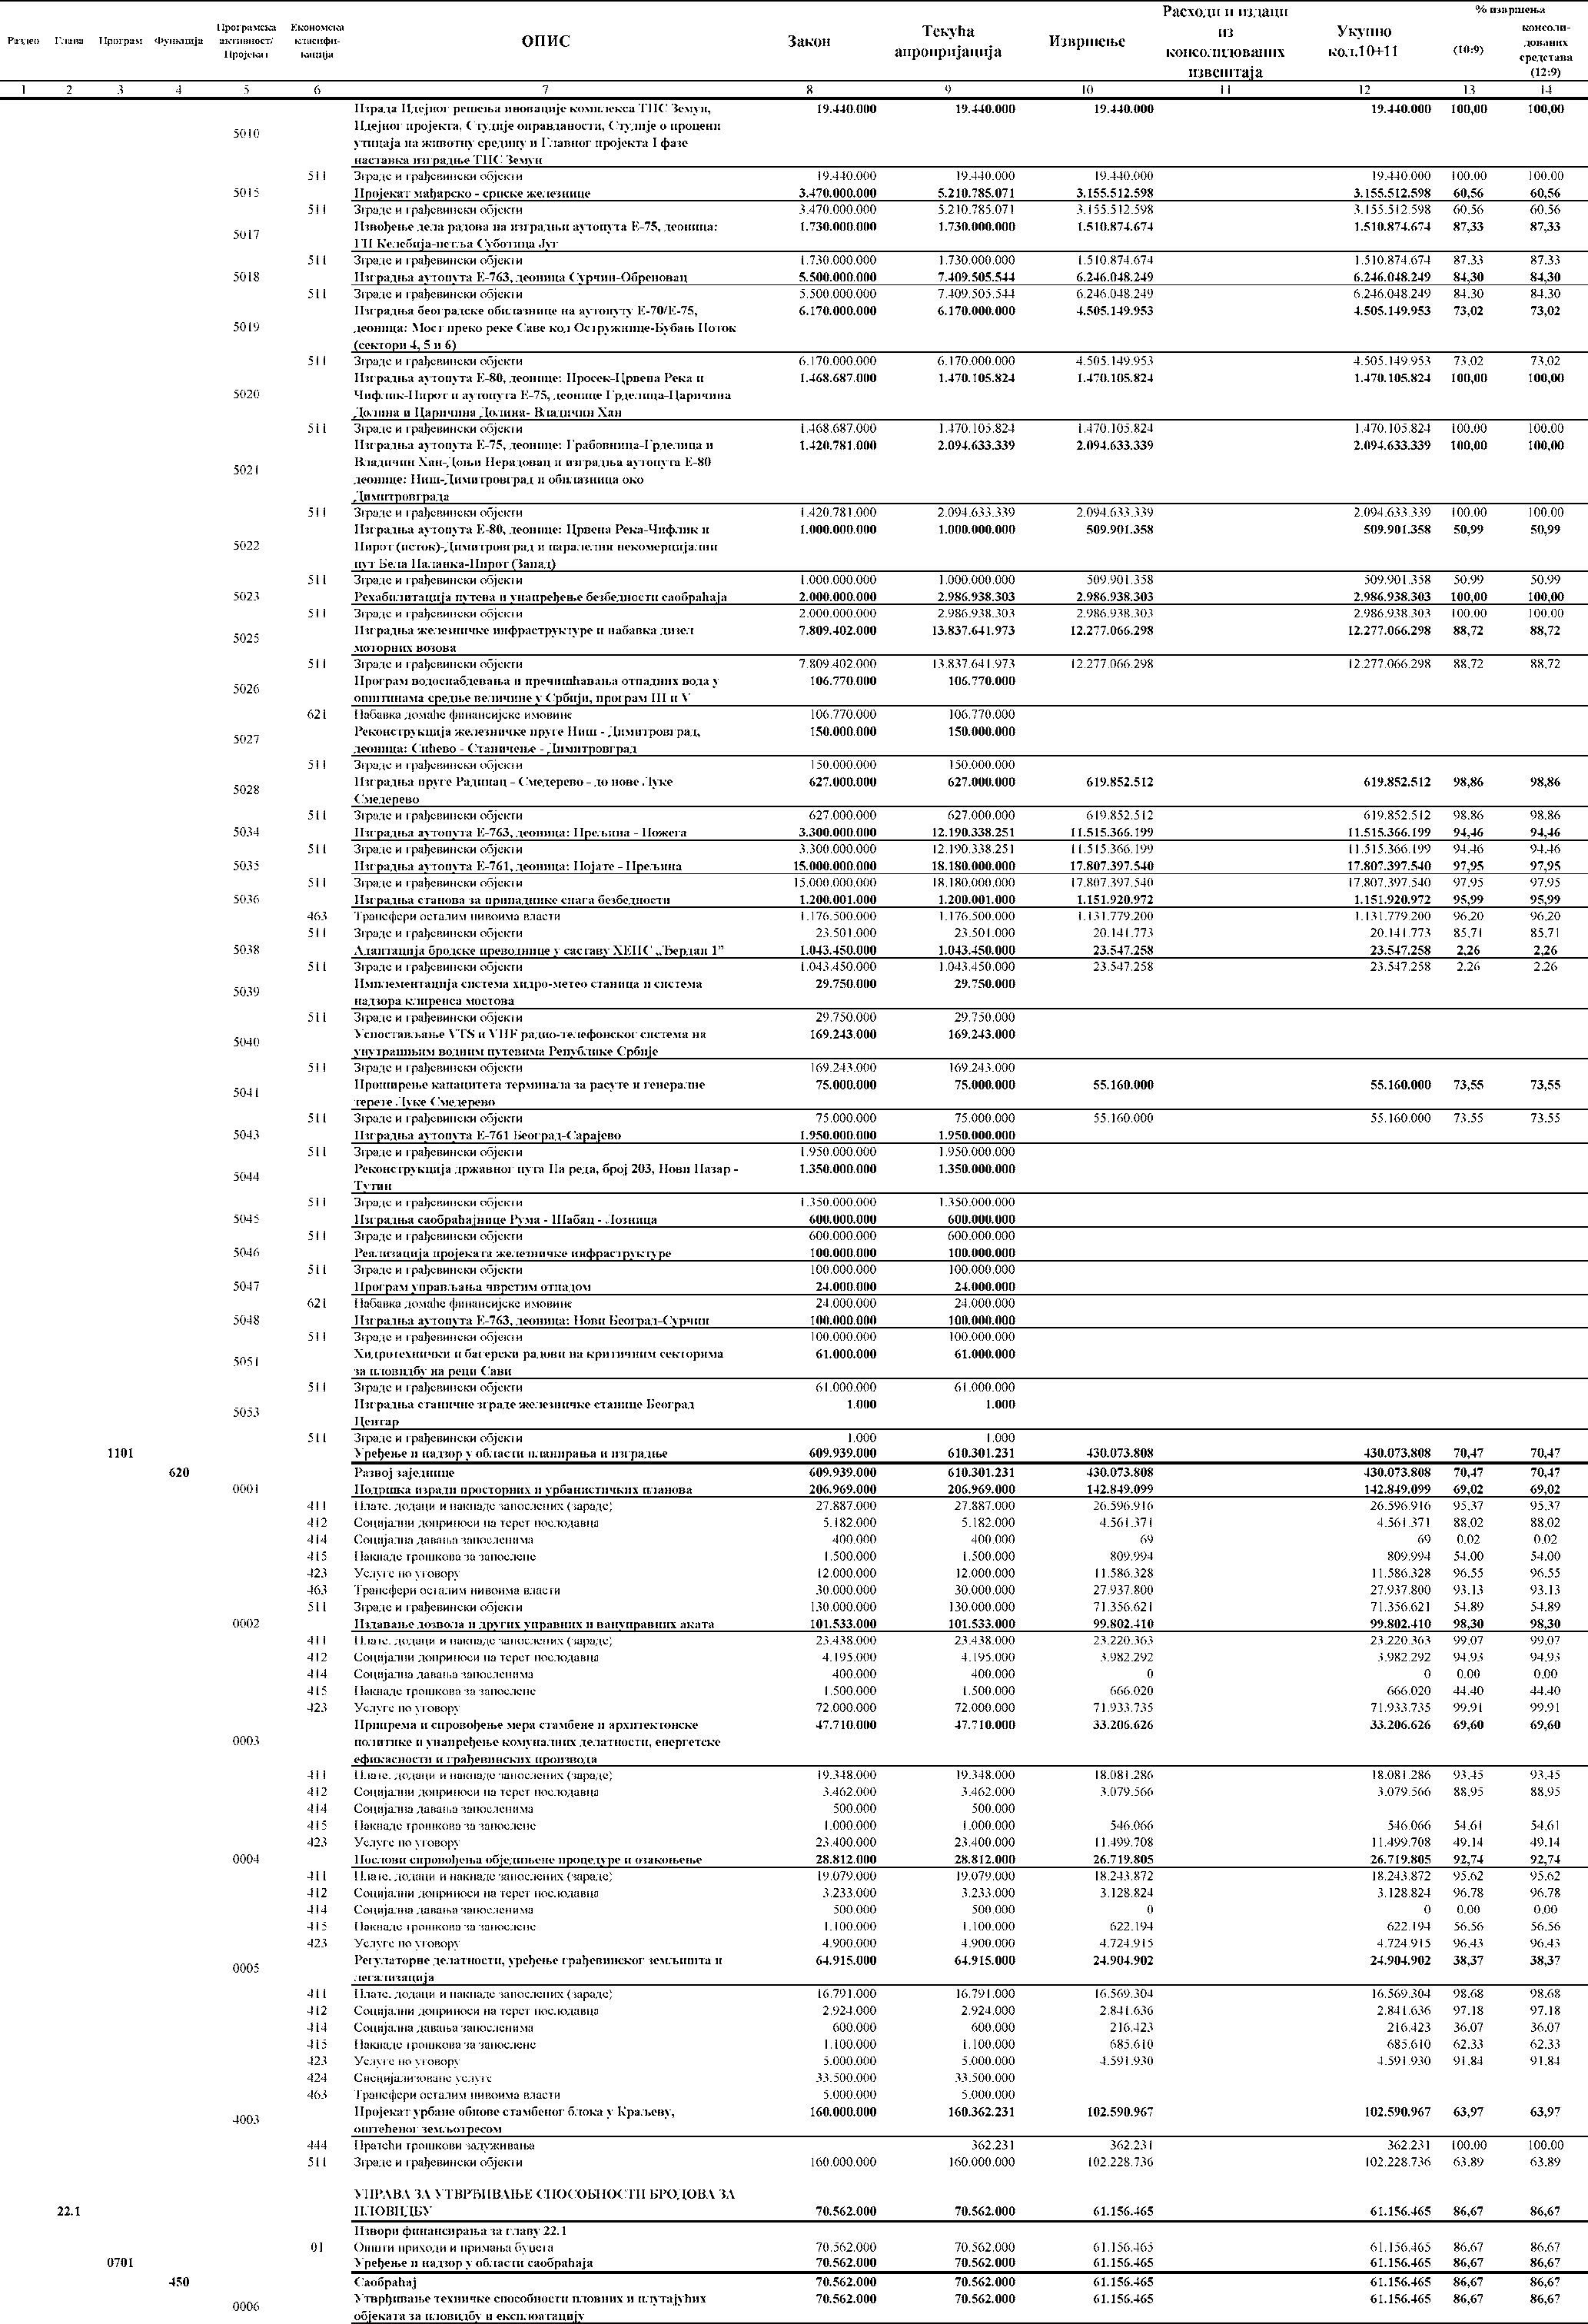 Раздео Глава Програм Функција Програмска активност/ Пројекат Економска класифи- кација ОПИС Закон Текућа апропријација Извршење Расходи и издаци из консолидованих извештаја Укупно кол.10+11 % извршења (10:9) консоли- дованих средстава (12:9)
1 2 3 4 5 6 7 8 9 10 11 12 13 14
5010 Израда Идејног решења иновације комплекса ТПС Земун, 19.440.000 19.440.000 19.440.000 19.440.000 100,00 100,00
Идејног пројекта, Студије оправданости, Студије о процени
утицаја на животну средину и Главног пројекта I фазе
наставка изградње ТПС Земун
511 Зграде и грађевински објекти 19.440.000 19.440.000 19.440.000 19.440.000 100,00 100,00
5015 Пројекат мађарско - српске железнице 3.470.000.000 5.210.785.071 3.155.512.598 3.155.512.598 60,56 60,56
511 Зграде и грађевински објекти 3.470.000.000 5.210.785.071 3.155.512.598 3.155.512.598 60,56 60,56
5017 Извођење дела радова на изградњи аутопута Е-75, деоница: 1.730.000.000 1.730.000.000 1.510.874.674 1.510.874.674 87,33 87,33
ГП Келебија-петља Суботица Југ
511 Зграде и грађевински објекти 1.730.000.000 1.730.000.000 1.510.874.674 1.510.874.674 87,33 87,33
5018 Изградња аутопута Е-763, деоница Сурчин-Обреновац 5.500.000.000 7.409.505.544 6.246.048.249 6.246.048.249 84,30 84,30
511 Зграде и грађевински објекти 5.500.000.000 7.409.505.544 6.246.048.249 6.246.048.249 84,30 84,30
5019 Изградња београдске обилазнице на аутопуту Е-70/Е-75, 6.170.000.000 6.170.000.000 4.505.149.953 4.505.149.953 73,02 73,02
деоница: Мост преко реке Саве код Остружнице-Бубањ Поток
(сектори 4, 5 и 6)
511 Зграде и грађевински објекти 6.170.000.000 6.170.000.000 4.505.149.953 4.505.149.953 73,02 73,02
5020 Изградња аутопута Е-80, деонице: Просек-Црвена Река и 1.468.687.000 1.470.105.824 1.470.105.824 1.470.105.824 100,00 100,00
Чифлик-Пирот и аутопута Е-75, деонице Грделица-Царичина
Долина и Царичина Долина- Владичин Хан
511 Зграде и грађевински објекти 1.468.687.000 1.470.105.824 1.470.105.824 1.470.105.824 100,00 100,00
5021 Изградња аутопута Е-75, деонице: Грабовница-Грделица и 1.420.781.000 2.094.633.339 2.094.633.339 2.094.633.339 100,00 100,00
Владичин Хан-Доњи Нерадовац и изградња аутопута Е-80
деонице: Ниш-Димитровград и обилазница око
Димитровграда
511 Зграде и грађевински објекти 1.420.781.000 2.094.633.339 2.094.633.339 2.094.633.339 100,00 100,00
5022 Изградња аутопута Е-80, деонице: Црвена Река-Чифлик и 1.000.000.000 1.000.000.000 509.901.358 509.901.358 50,99 50,99
Пирот (исток)-Димитровград и паралелни некомерцијални
пут Бела Паланка-Пирот (Запад)
511 Зграде и грађевински објекти 1.000.000.000 1.000.000.000 509.901.358 509.901.358 50,99 50,99
5023 Рехабилитација путева и унапређење безбедности саобраћаја 2.000.000.000 2.986.938.303 2.986.938.303 2.986.938.303 100,00 100,00
511 Зграде и грађевински објекти 2.000.000.000 2.986.938.303 2.986.938.303 2.986.938.303 100,00 100,00
5025 Изградња железничке инфраструктуре и набавка дизел 7.809.402.000 13.837.641.973 12.277.066.298 12.277.066.298 88,72 88,72
моторних возова
511 Зграде и грађевински објекти 7.809.402.000 13.837.641.973 12.277.066.298 12.277.066.298 88,72 88,72
5026 Програм водоснабдевања и пречишћавања отпадних вода у 106.770.000 106.770.000
општинама средње величине у Србији, програм III и V
621 Набавка домаће финансијске имовине 106.770.000 106.770.000
5027 Реконструкција железничке пруге Ниш - Димитровград, 150.000.000 150.000.000
деоница: Сићево - Станичење - Димитровград
511 Зграде и грађевински објекти 150.000.000 150.000.000
5028 Изградња пруге Радинац - Смедерево - до нове Луке 627.000.000 627.000.000 619.852.512 619.852.512 98,86 98,86
Смедерево
511 Зграде и грађевински објекти 627.000.000 627.000.000 619.852.512 619.852.512 98,86 98,86
5034 Изградња аутопута Е-763, деоница: Прељина - Пожега 3.300.000.000 12.190.338.251 11.515.366.199 11.515.366.199 94,46 94,46
511 Зграде и грађевински објекти 3.300.000.000 12.190.338.251 11.515.366.199 11.515.366.199 94,46 94,46
5035 Изградња аутопута Е-761, деоница: Појате - Прељина 15.000.000.000 18.180.000.000 17.807.397.540 17.807.397.540 97,95 97,95
511 Зграде и грађевински објекти 15.000.000.000 18.180.000.000 17.807.397.540 17.807.397.540 97,95 97,95
5036 Изградња станова за припаднике снага безбедности 1.200.001.000 1.200.001.000 1.151.920.972 1.151.920.972 95,99 95,99
463 Трансфери осталим нивоима власти 1.176.500.000 1.176.500.000 1.131.779.200 1.131.779.200 96,20 96,20
511 Зграде и грађевински објекти 23.501.000 23.501.000 20.141.773 20.141.773 85,71 85,71
5038 Адаптација бродске преводнице у саставу ХЕПС „Ђердап 1” 1.043.450.000 1.043.450.000 23.547.258 23.547.258 2,26 2,26
511 Зграде и грађевински објекти 1.043.450.000 1.043.450.000 23.547.258 23.547.258 2,26 2,26
5039 Имплементација система хидро-метео станица и система 29.750.000 29.750.000
надзора клиренса мостова
511 Зграде и грађевински објекти 29.750.000 29.750.000
5040 Успостављање VTS и VHF радио-телефонског система на 169.243.000 169.243.000
унутрашњим водним путевима Републике Србије
511 Зграде и грађевински објекти 169.243.000 169.243.000
5041 Проширење капацитета терминала за расуте и генералне 75.000.000 75.000.000 55.160.000 55.160.000 73,55 73,55
терете Луке Смедерево
511 Зграде и грађевински објекти 75.000.000 75.000.000 55.160.000 55.160.000 73,55 73,55
5043 Изградња аутопута Е-761 Београд-Сарајево 1.950.000.000 1.950.000.000
511 Зграде и грађевински објекти 1.950.000.000 1.950.000.000
5044 Реконструкција државног пута IIа реда, број 203, Нови Пазар - 1.350.000.000 1.350.000.000
Тутин
511 Зграде и грађевински објекти 1.350.000.000 1.350.000.000
5045 Изградња саобраћајнице Рума - Шабац - Лозница 600.000.000 600.000.000
511 Зграде и грађевински објекти 600.000.000 600.000.000
5046 Реализација пројеката железничке инфраструктуре 100.000.000 100.000.000
511 Зграде и грађевински објекти 100.000.000 100.000.000
5047 Програм управљања чврстим отпадом 24.000.000 24.000.000
621 Набавка домаће финансијске имовине 24.000.000 24.000.000
5048 Изградња аутопута Е-763, деоница: Нови Београд-Сурчин 100.000.000 100.000.000
511 Зграде и грађевински објекти 100.000.000 100.000.000
5051 Хидротехнички и багерски радови на критичним секторима 61.000.000 61.000.000
за пловидбу на реци Сави
511 Зграде и грађевински објекти 61.000.000 61.000.000
5053 Изградња станичне зграде железничке станице Београд 1.000 1.000
Центар
511 Зграде и грађевински објекти 1.000 1.000
1101 Уређење и надзор у области планирања и изградње 609.939.000 610.301.231 430.073.808 430.073.808 70,47 70,47
620 Развој заједнице 609.939.000 610.301.231 430.073.808 430.073.808 70,47 70,47
0001 Подршка изради просторних и урбанистичких планова 206.969.000 206.969.000 142.849.099 142.849.099 69,02 69,02
411 Плате, додаци и накнаде запослених (зараде) 27.887.000 27.887.000 26.596.916 26.596.916 95,37 95,37
412 Социјални доприноси на терет послодавца 5.182.000 5.182.000 4.561.371 4.561.371 88,02 88,02
414 Социјална давања запосленима 400.000 400.000 69 69 0,02 0,02
415 Накнаде трошкова за запослене 1.500.000 1.500.000 809.994 809.994 54,00 54,00
423 Услуге по уговору 12.000.000 12.000.000 11.586.328 11.586.328 96,55 96,55
463 Трансфери осталим нивоима власти 30.000.000 30.000.000 27.937.800 27.937.800 93,13 93,13
511 Зграде и грађевински објекти 130.000.000 130.000.000 71.356.621 71.356.621 54,89 54,89
0002 Издавање дозвола и других управних и вануправних аката 101.533.000 101.533.000 99.802.410 99.802.410 98,30 98,30
411 Плате, додаци и накнаде запослених (зараде) 23.438.000 23.438.000 23.220.363 23.220.363 99,07 99,07
412 Социјални доприноси на терет послодавца 4.195.000 4.195.000 3.982.292 3.982.292 94,93 94,93
414 Социјална давања запосленима 400.000 400.000 0 0 0,00 0,00
415 Накнаде трошкова за запослене 1.500.000 1.500.000 666.020 666.020 44,40 44,40
423 Услуге по уговору 72.000.000 72.000.000 71.933.735 71.933.735 99,91 99,91
0003 Припрема и спровођење мера стамбене и архитектонске 47.710.000 47.710.000 33.206.626 33.206.626 69,60 69,60
политике и унапређење комуналних делатности, енергетске
ефикасности и грађевинских производа
411 Плате, додаци и накнаде запослених (зараде) 19.348.000 19.348.000 18.081.286 18.081.286 93,45 93,45
412 Социјални доприноси на терет послодавца 3.462.000 3.462.000 3.079.566 3.079.566 88,95 88,95
414 Социјална давања запосленима 500.000 500.000
415 Накнаде трошкова за запослене 1.000.000 1.000.000 546.066 546.066 54,61 54,61
423 Услуге по уговору 23.400.000 23.400.000 11.499.708 11.499.708 49,14 49,14
0004 Послови спровођења обједињене процедуре и озакоњење 28.812.000 28.812.000 26.719.805 26.719.805 92,74 92,74
411 Плате, додаци и накнаде запослених (зараде) 19.079.000 19.079.000 18.243.872 18.243.872 95,62 95,62
412 Социјални доприноси на терет послодавца 3.233.000 3.233.000 3.128.824 3.128.824 96,78 96,78
414 Социјална давања запосленима 500.000 500.000 0 0 0,00 0,00
415 Накнаде трошкова за запослене 1.100.000 1.100.000 622.194 622.194 56,56 56,56
423 Услуге по уговору 4.900.000 4.900.000 4.724.915 4.724.915 96,43 96,43
0005 Регулаторне делатности, уређење грађевинског земљишта и 64.915.000 64.915.000 24.904.902 24.904.902 38,37 38,37
легализација
411 Плате, додаци и накнаде запослених (зараде) 16.791.000 16.791.000 16.569.304 16.569.304 98,68 98,68
412 Социјални доприноси на терет послодавца 2.924.000 2.924.000 2.841.636 2.841.636 97,18 97,18
414 Социјална давања запосленима 600.000 600.000 216.423 216.423 36,07 36,07
415 Накнаде трошкова за запослене 1.100.000 1.100.000 685.610 685.610 62,33 62,33
423 Услуге по уговору 5.000.000 5.000.000 4.591.930 4.591.930 91,84 91,84
424 Специјализоване услуге 33.500.000 33.500.000
463 Трансфери осталим нивоима власти 5.000.000 5.000.000
4003 Пројекат урбане обнове стамбеног блока у Краљеву, 160.000.000 160.362.231 102.590.967 102.590.967 63,97 63,97
оштећеног земљотресом
444 Пратећи трошкови задуживања 362.231 362.231 362.231 100,00 100,00
511 Зграде и грађевински објекти 160.000.000 160.000.000 102.228.736 102.228.736 63,89 63,89
УПРАВА ЗА УТВРЂИВАЊЕ СПОСОБНОСТИ БРОДОВА ЗА
22.1 ПЛОВИДБУ 70.562.000 70.562.000 61.156.465 61.156.465 86,67 86,67
Извори финансирања за главу 22.1
01 Општи приходи и примања буџета 70.562.000 70.562.000 61.156.465 61.156.465 86,67 86,67
0701 Уређење и надзор у области саобраћаја 70.562.000 70.562.000 61.156.465 61.156.465 86,67 86,67
450 Саобраћај 70.562.000 70.562.000 61.156.465 61.156.465 86,67 86,67
0006 Утврђивање техничке способности пловних и плутајућих 70.562.000 70.562.000 61.156.465 61.156.465 86,67 86,67
објеката за пловидбу и експлоатацију